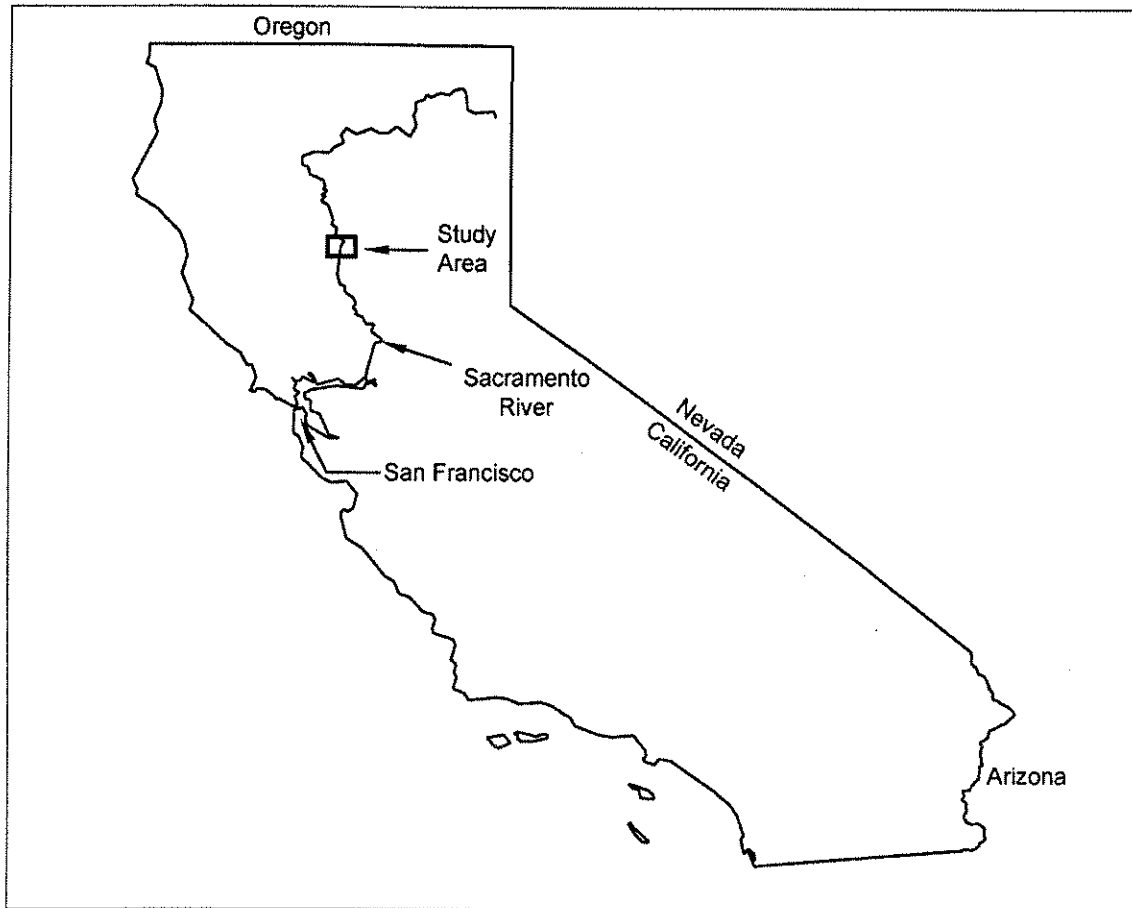 Oregon
Study
Area
Sacramento
River
Nevada
California
San Francisco
Arizona